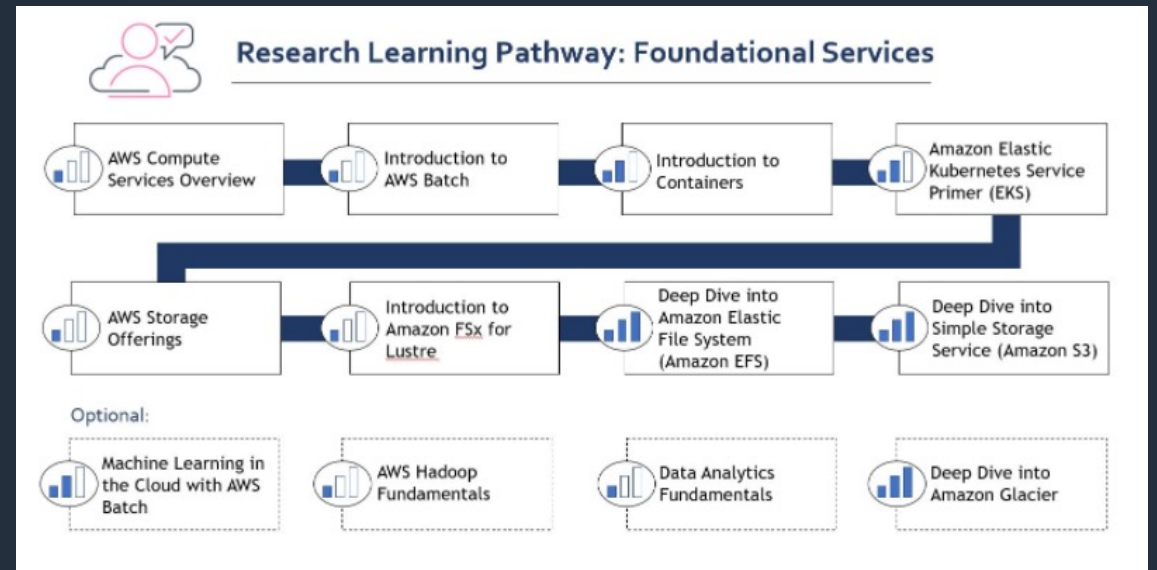 Research Learning Pathway: Foundational Services
AWS Compute
Services Overview
Introduction to
AWS Batch
Introduction to
Containers
Amazon Elastic
Kubernetes Service
Primer (EKS)
AWS Storage
Offerings
Introduction to
Amazon FSx for
Lustre
Deep Dive into
Amazon Elastic
File System
(Amazon EFS)
Deep Dive into
Simple Storage
Service (Amazon S3)
Optional:
Machine Learning in
the Cloud with AWS
Batch
AWS Hadoop
Fundamentals
Data Analytics
Fundamentals
Deep Dive into
Amazon Glacier